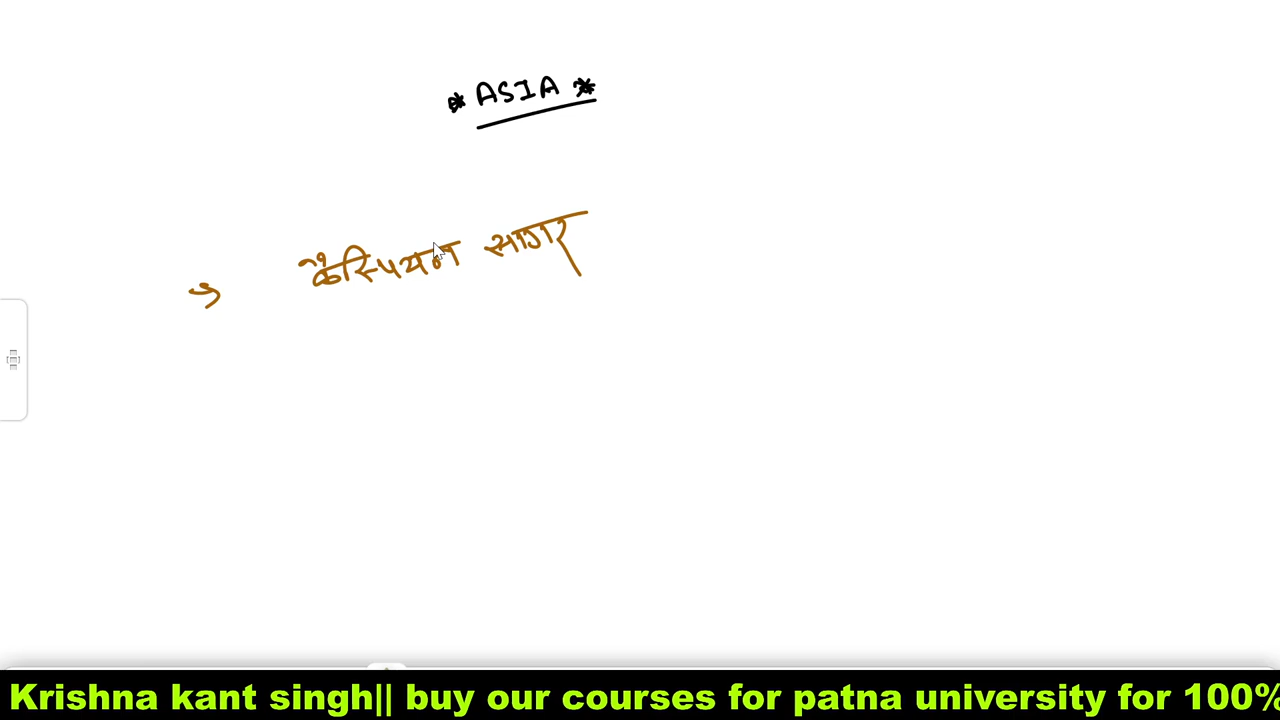 * ASIA *
→ कैस्पियन सागर
Krishna kant singh|| buy our courses for patna university for 100%